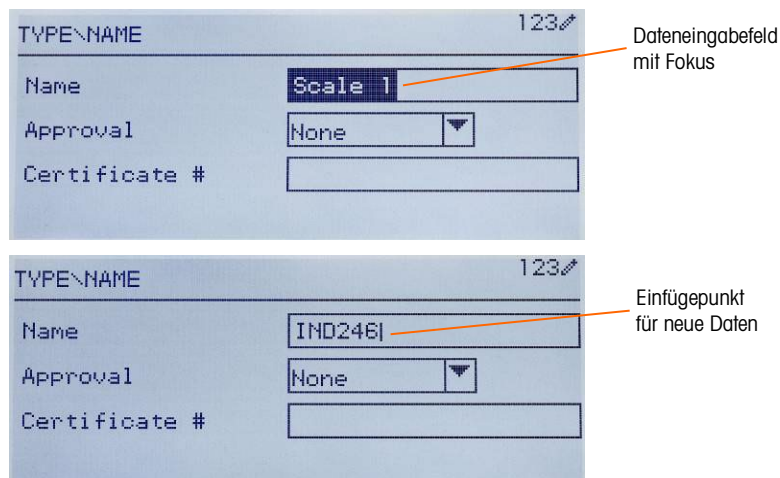 TYPE\NAME
123
Name
Scale 1
Approval
None
Certificate #
Dateneingabefeld
mit Fokus
TYPE\NAME
123
Name
IND246
Approval
None
Certificate #
Einfügepunkt
für neue Daten